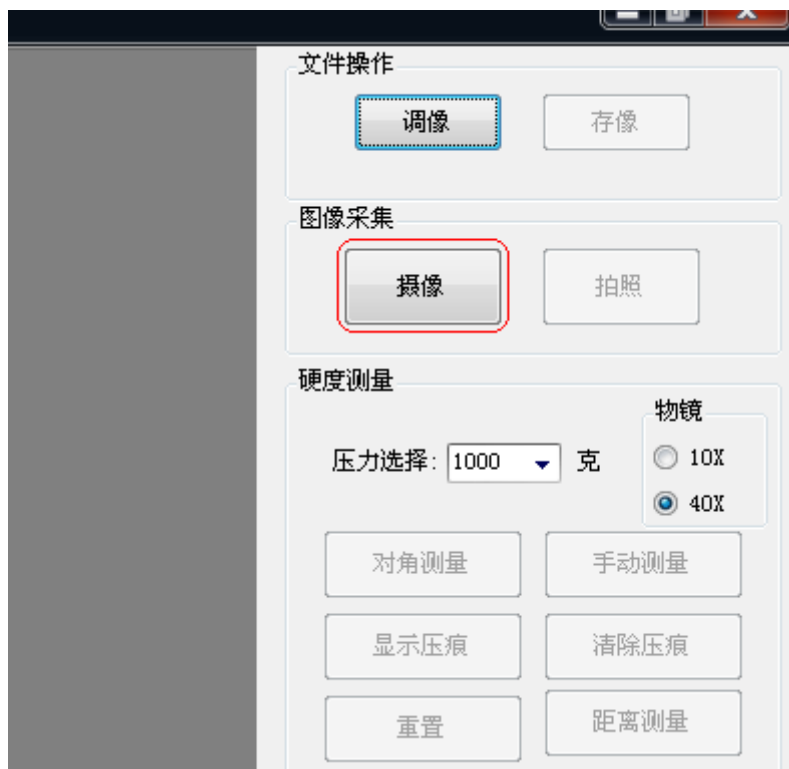 文件操作
调像 存像
图像采集
摄像 拍照
硬度测量
物镜
压力选择: 1000 克 10X
40X
对角测量 手动测量
显示压痕 清除压痕
重置 距离测量